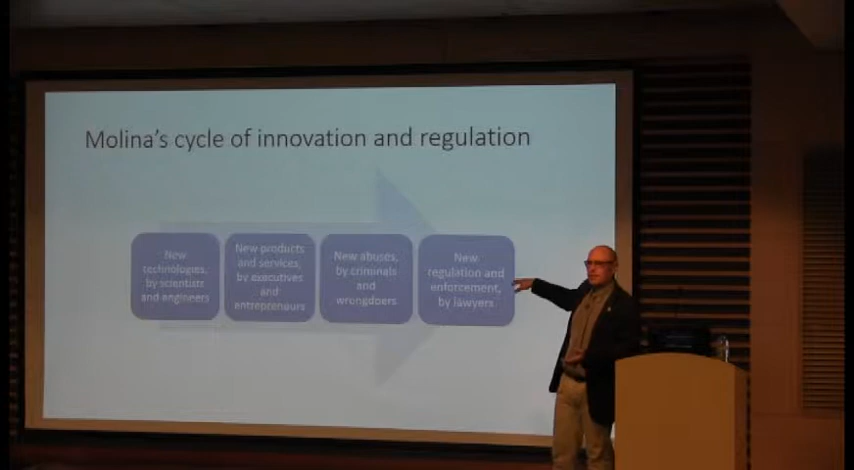 Molina's cycle of innovation and regulation
New
technologies,
by scientists
and engineers
New products
and services,
by executives
and
entrepreneurs
New abuses,
by criminals
and
wrongdoers
New
regulation and
enforcement,
by lawyers